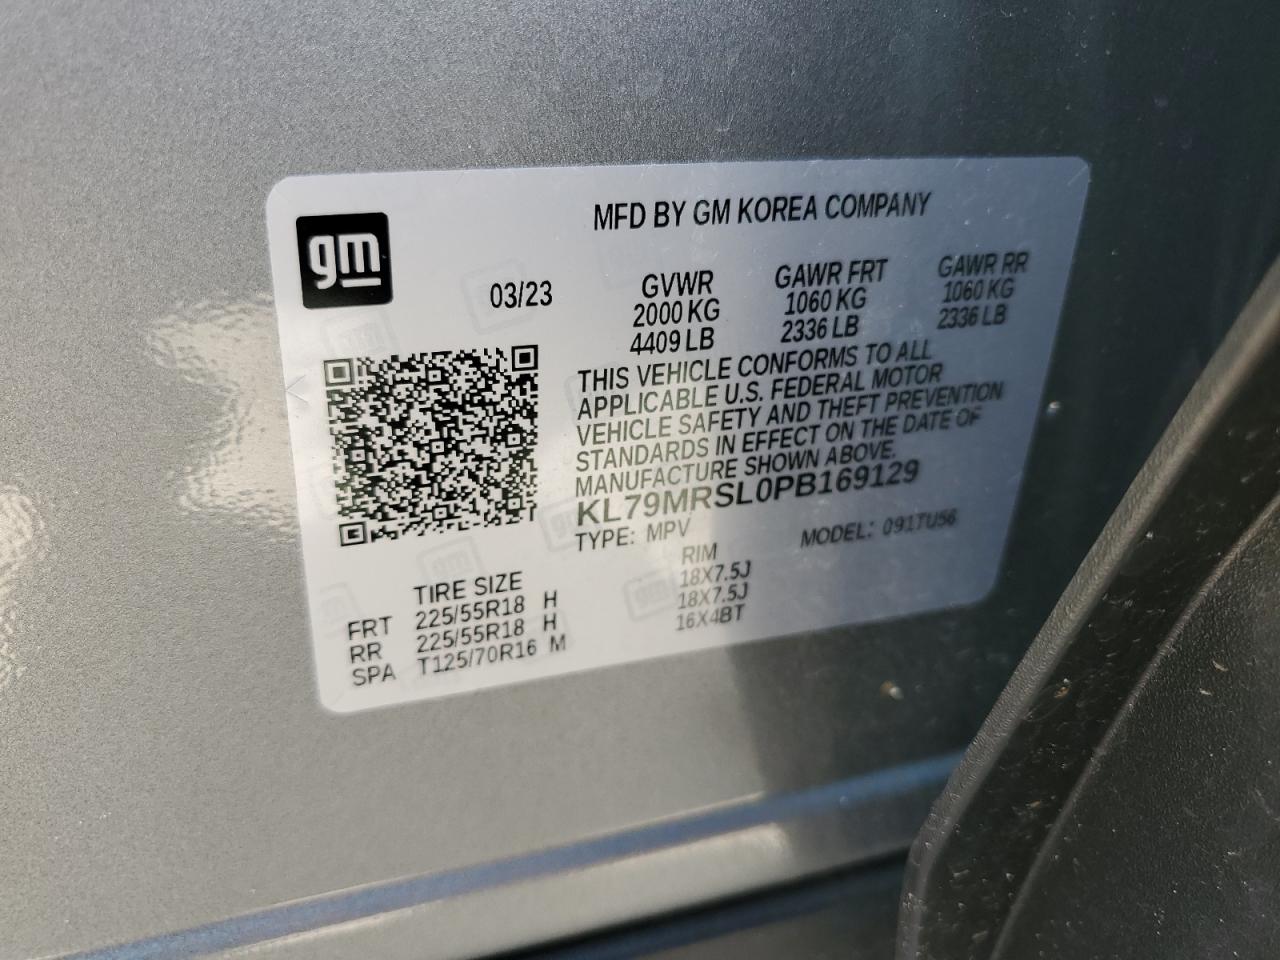 gm
MFD BY GM KOREA COMPANY
03/23
GVWR GAWR FRT GAWR RR
2000 KG 1060 KG 1060 KG
4409 LB 2336 LB 2336 LB
THIS VEHICLE CONFORMS TO ALL
APPLICABLE U.S. FEDERAL MOTOR
VEHICLE SAFETY AND THEFT PREVENTION
STANDARDS IN EFFECT ON THE DATE OF
MANUFACTURE SHOWN ABOVE.
KL79MRSL0PB169129
TYPE: MPV MODEL: 091TU56
TIRE SIZE RIM
FRT 225/55R18 H 18X7.5J
RR 225/55R18 H 18X7.5J
SPA T125/70R16 M 16X4BT